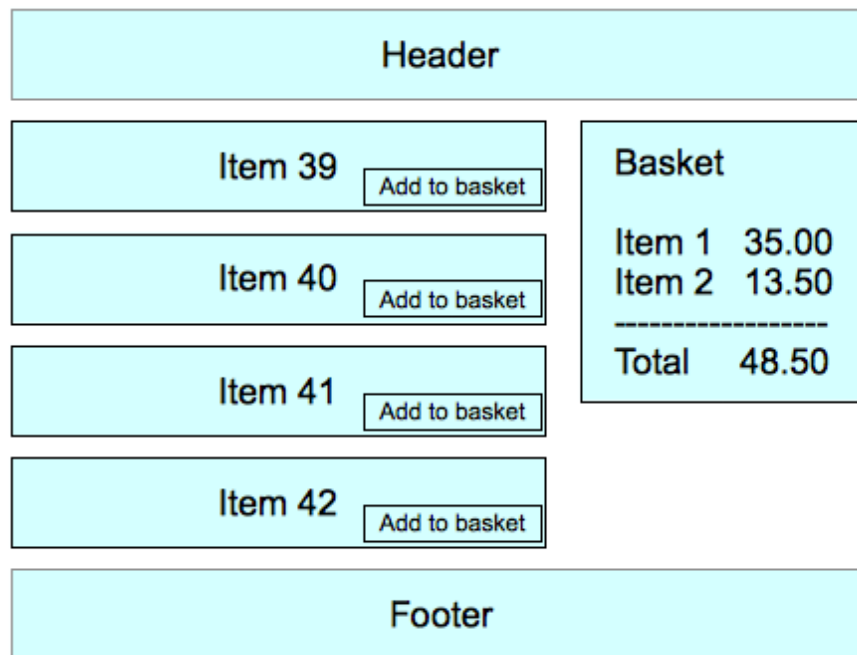 Header
Item 39
Add to basket
Item 40
Add to basket
Item 41
Add to basket
Item 42
Add to basket
Basket
Item 1 35.00
Item 2 13.50
------------------
Total 48.50
Footer